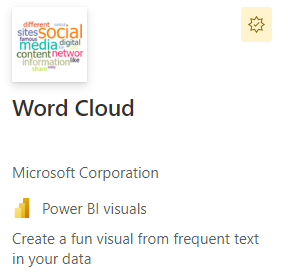 different
sites social
famous
media digital
content networ
information like
share
Word Cloud
Microsoft Corporation
Power BI visuals
Create a fun visual from frequent text
in your data